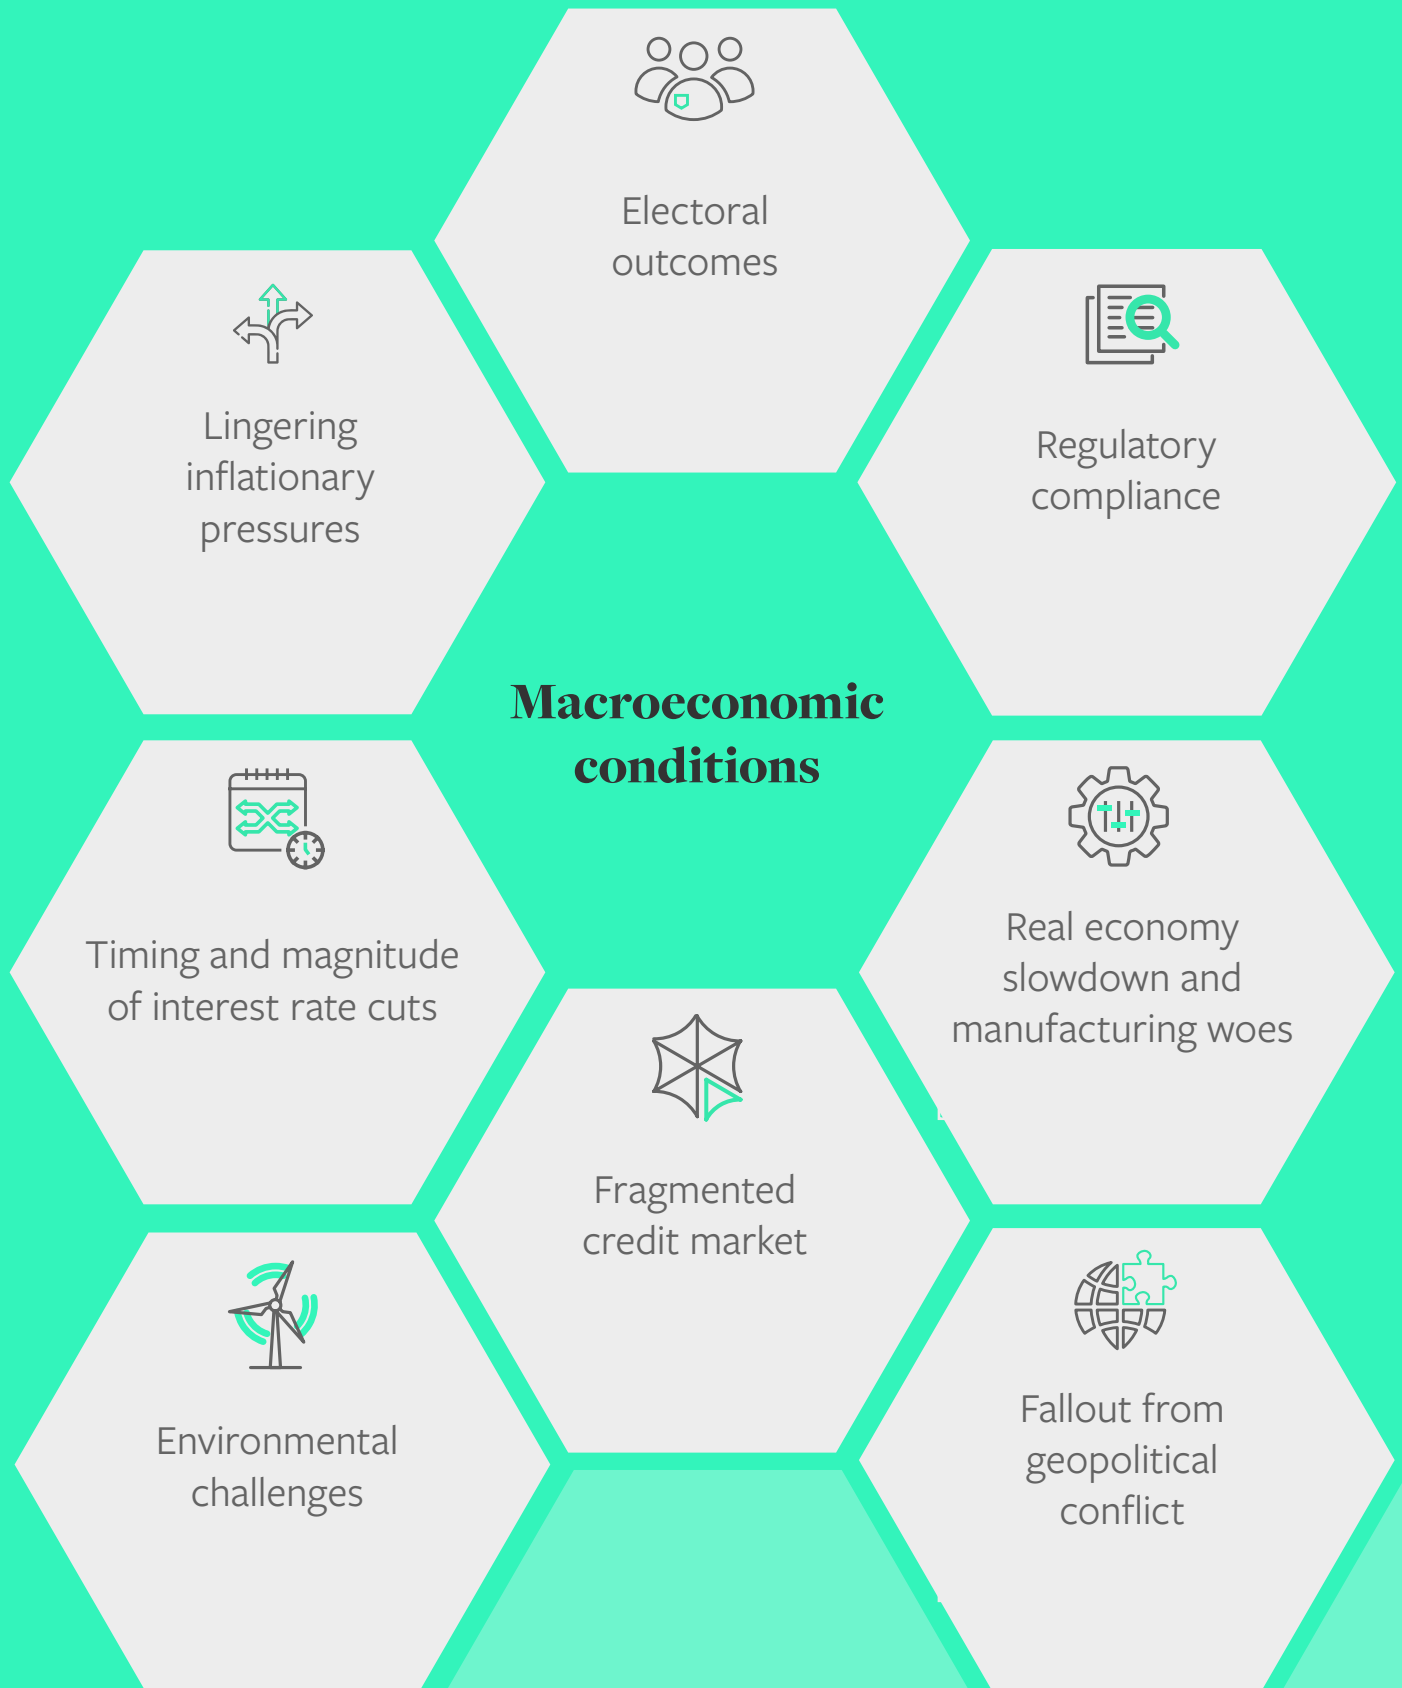 Electoral
outcomes
Lingering
inflationary
pressures
Regulatory
compliance
Macroeconomic
conditions
Timing and magnitude
of interest rate cuts
Real economy
slowdown and
manufacturing woes
Fragmented
credit market
Environmental
challenges
Fallout from
geopolitical
conflict